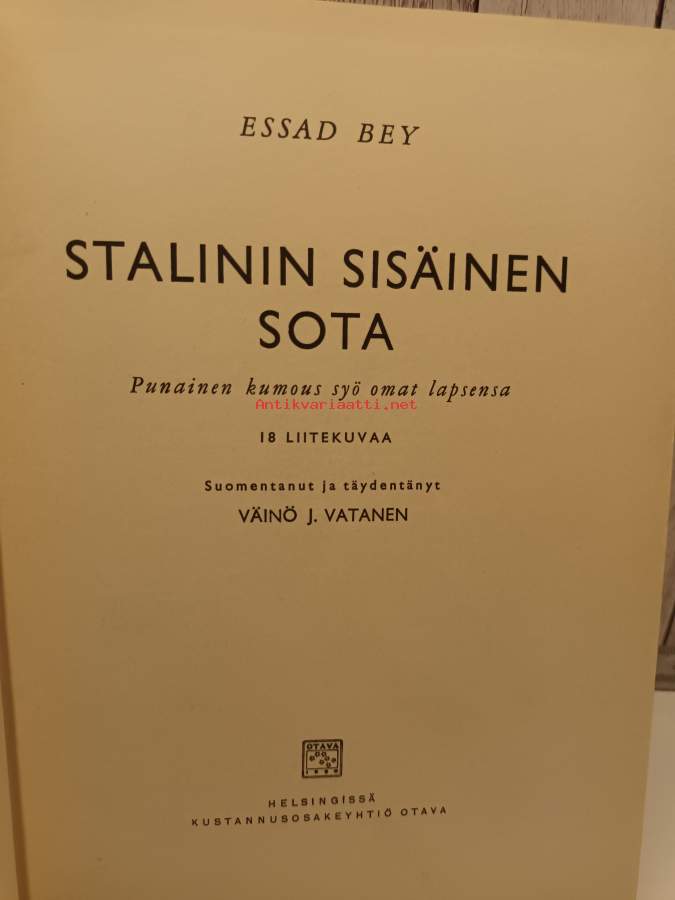 ESSAD BEY
STALININ SISÄINEN
SOTA
Punainen kumous syö omat lapsensa
Antikvariaatti.net
18 LIITEKUVAA
Suomentanut ja täydentänyt
VÄINÖ J. VATANEN
OTAVA
1890
HELSINGISSÄ
KUSTANNUSOSAKEYHTIÖ OTAVA